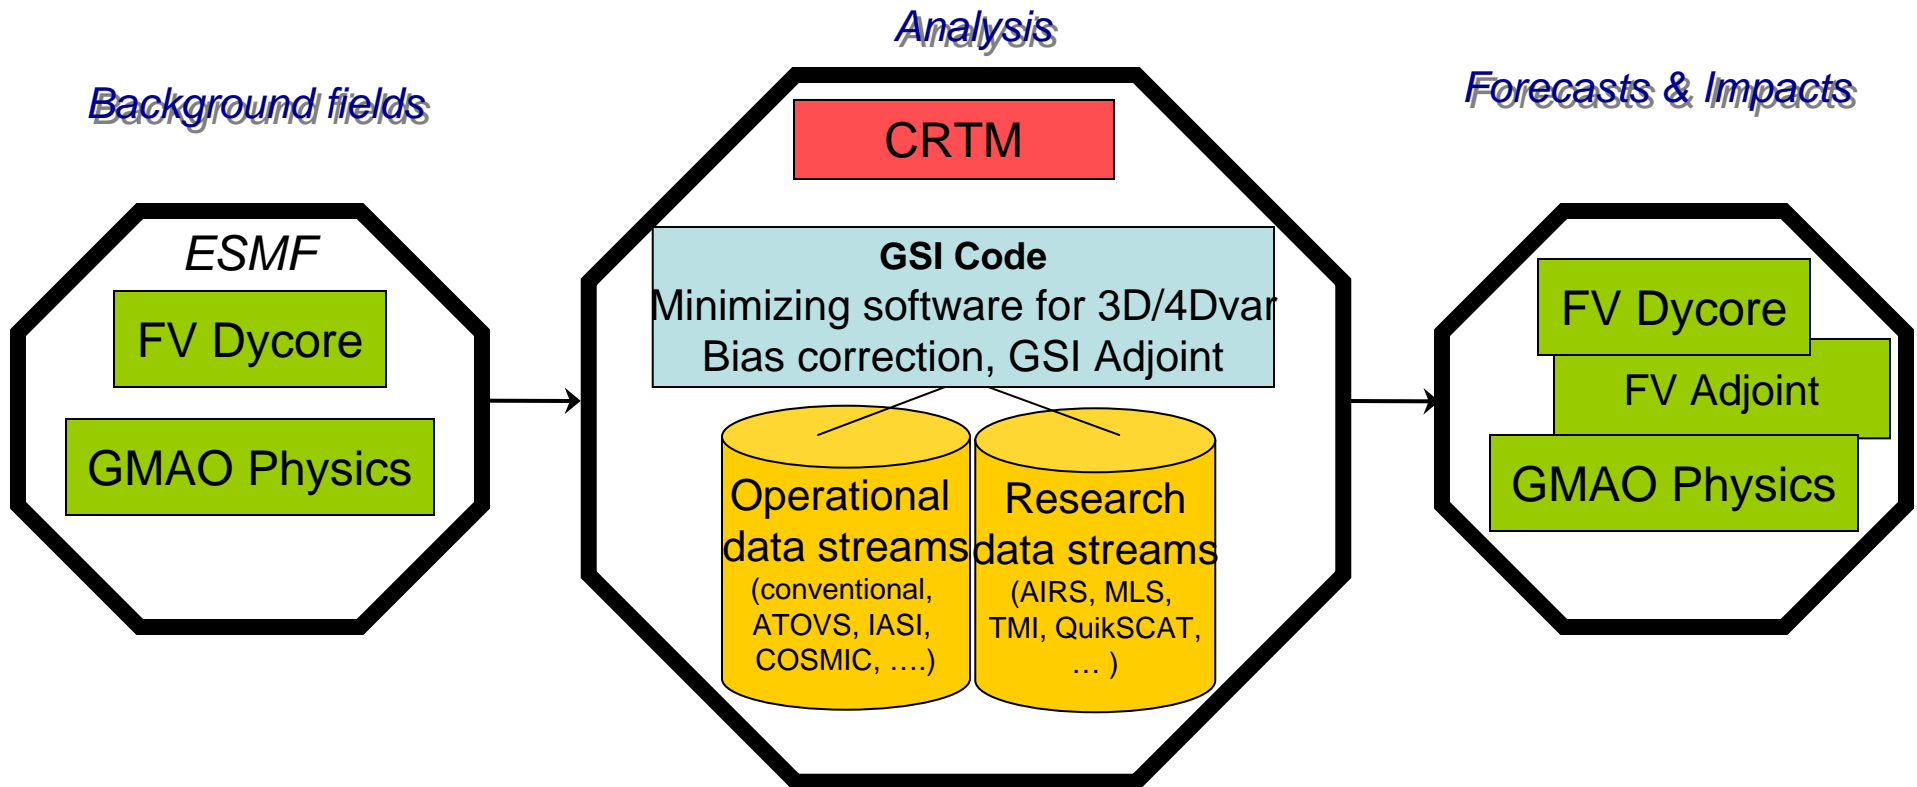 Analysis
Background fields
Forecasts & Impacts
ESMF
FV Dycore
GMAO Physics
CRTM
GSI Code
Minimizing software for 3D/4Dvar
Bias correction, GSI Adjoint
Operational
data streams
(conventional,
ATOVS, IASI,
COSMIC, ….)
Research
data streams
(AIRS, MLS,
TMI, QuikSCAT,
… )
FV Dycore
FV Adjoint
GMAO Physics